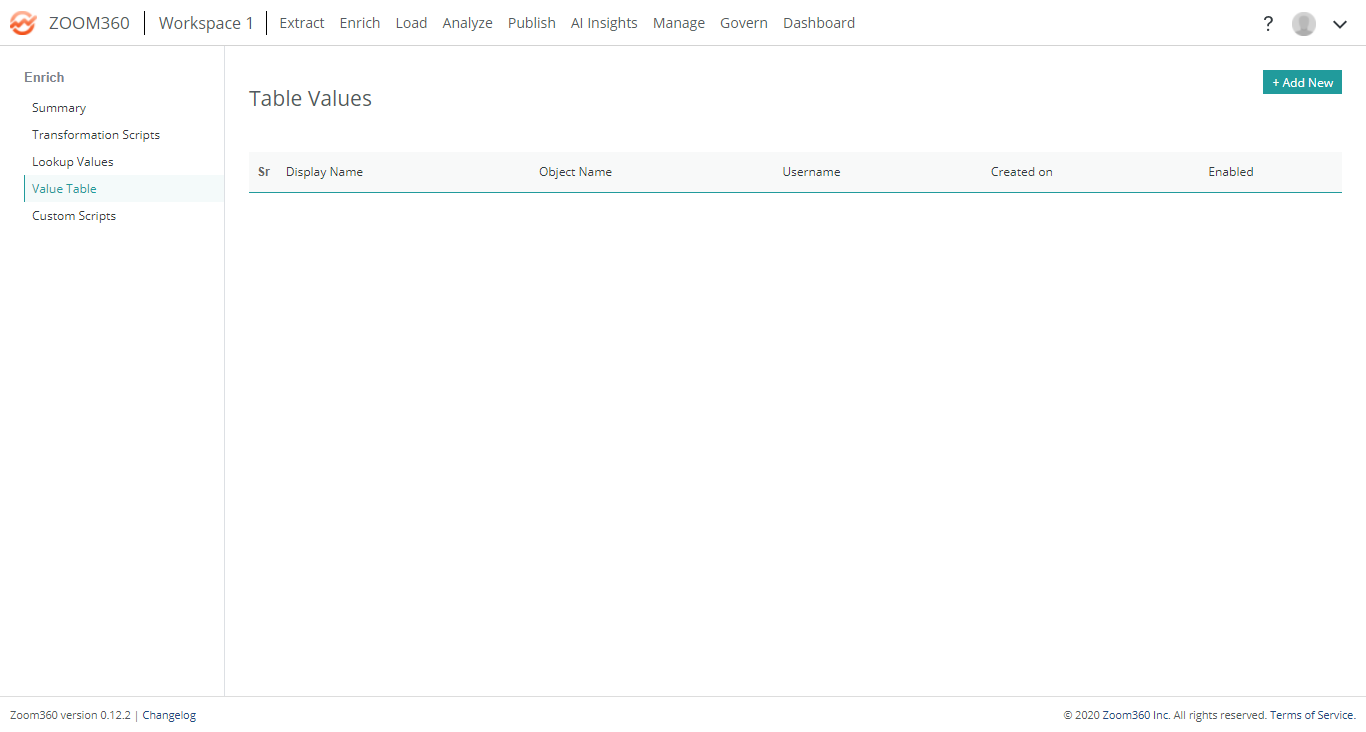 ZOOM360 Workspace 1 Extract Enrich Load Analyze Publish AI Insights Manage Govern Dashboard ?
Enrich
Summary
Transformation Scripts
Lookup Values
Value Table
Custom Scripts
Table Values
+ Add New
Sr Display Name Object Name Username Created on Enabled
Zoom360 version 0.12.2 | Changelog
© 2020 Zoom360 Inc. All rights reserved. Terms of Service.